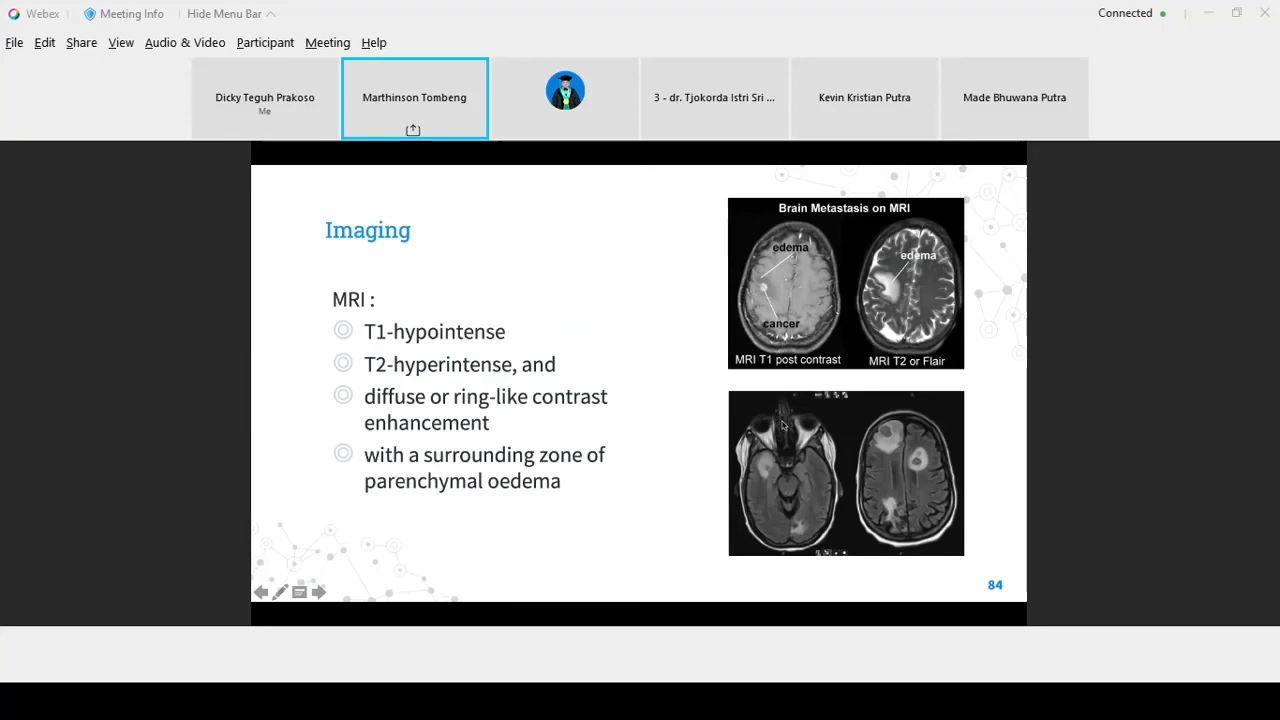 Webex
Meeting Info
Hide Menu Bar
Connected
File Edit Share View Audio & Video Participant Meeting Help
Dicky Teguh Prakoso
Me
Marthinson Tombeng
3 - dr. Tjokorda Istri Sri ...
Kevin Kristian Putra
Made Bhuwana Putra
Imaging
MRI :
T1-hypointense
T2-hyperintense, and
diffuse or ring-like contrast
enhancement
with a surrounding zone of
parenchymal oedema
Brain Metastasis on MRI
edema
edema
cancer
MRI T1 post contrast
MRI T2 or Flair
84